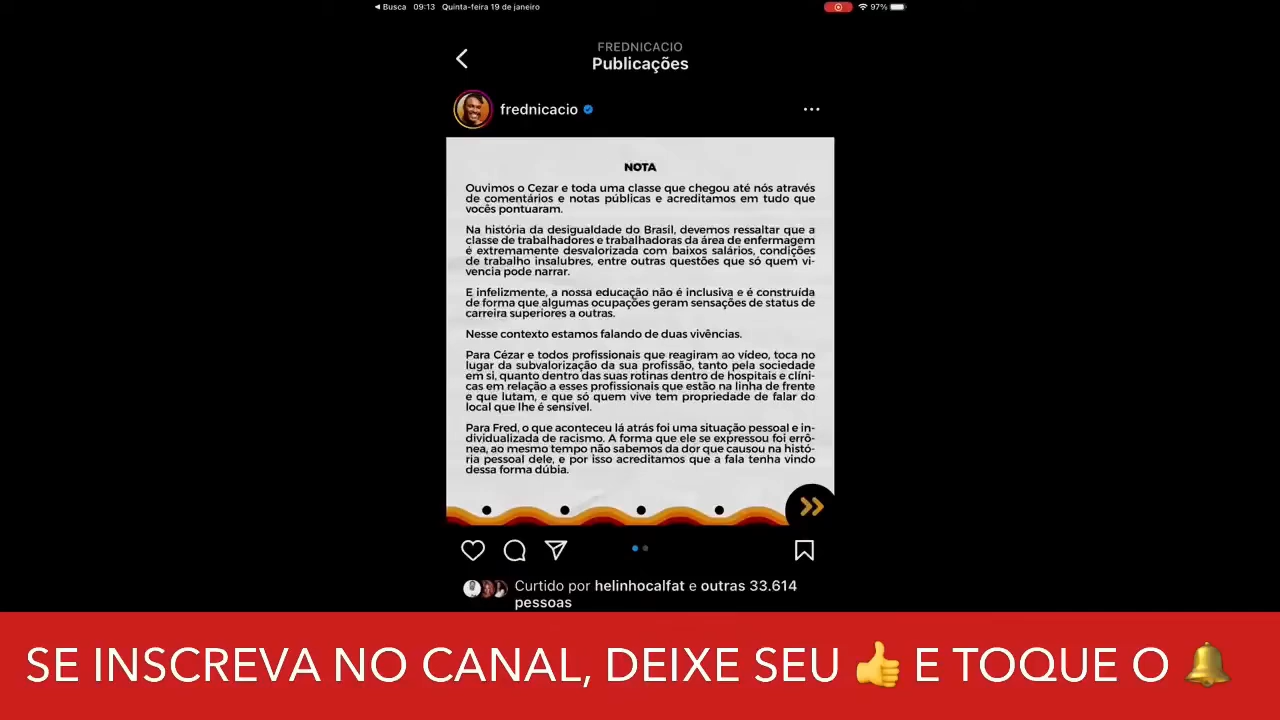 Busca 09:13 Quinta-feira 19 de janeiro
97%
FREDNICACIO
Publicações
frednicacio
NOTA
Ouvimos o Cezar e toda uma classe que chegou até nós através
de comentários e notas públicas e acreditamos em tudo que
vocês pontuaram.
Na história da desigualdade do Brasil, devemos ressaltar que a
classe de trabalhadores e trabalhadoras da área de enfermagem
é extremamente desvalorizada com baixos salários, condições
de trabalho insalubres, entre outras questões que só quem vi-
vencia pode narrar.
E infelizmente, a nossa educação não é inclusiva e é construída
de forma que algumas ocupações geram sensações de status de
carreira superiores a outras.
Nesse contexto estamos falando de duas vivências.
Para Cézar e todos profissionais que reagiram ao vídeo, toca no
lugar da subvalorização da sua profissão, tanto pela sociedade
em si, quanto dentro das suas rotinas dentro de hospitais e clíni-
cas em relação a esses profissionais que estão na linha de frente
e que lutam, e que só quem vive tem propriedade de falar do
local que lhe é sensível.
Para Fred, o que aconteceu lá atrás foi uma situação pessoal e in-
dividualizada de racismo. A forma que ele se expressou foi errô-
nea, ao mesmo tempo não sabemos da dor que causou na histó-
ria pessoal dele, e por isso acreditamos que a fala tenha vindo
dessa forma dúbia.
Curtido por helinhocalfat e outras 33.614
pessoas
SE INSCREVA NO CANAL, DEIXE SEU 👍 E TOQUE O 🔔